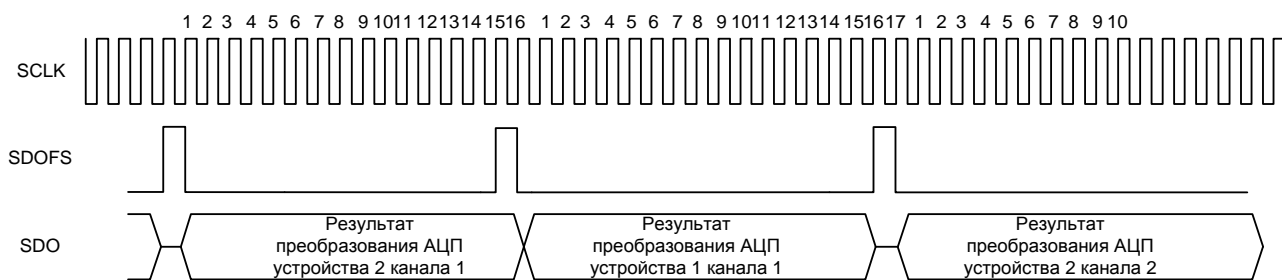 1 2 3 4 5 6 7 8 9 10 11 12 13 14 15 16 1 2 3 4 5 6 7 8 9 10 11 12 13 14 15 16 17 1 2 3 4 5 6 7 8 9 10
SCLK
SDOFS
SDO
Результат
преобразования АЦП
устройства 2 канала 1
Результат
преобразования АЦП
устройства 1 канала 1
Результат
преобразования АЦП
устройства 2 канала 2